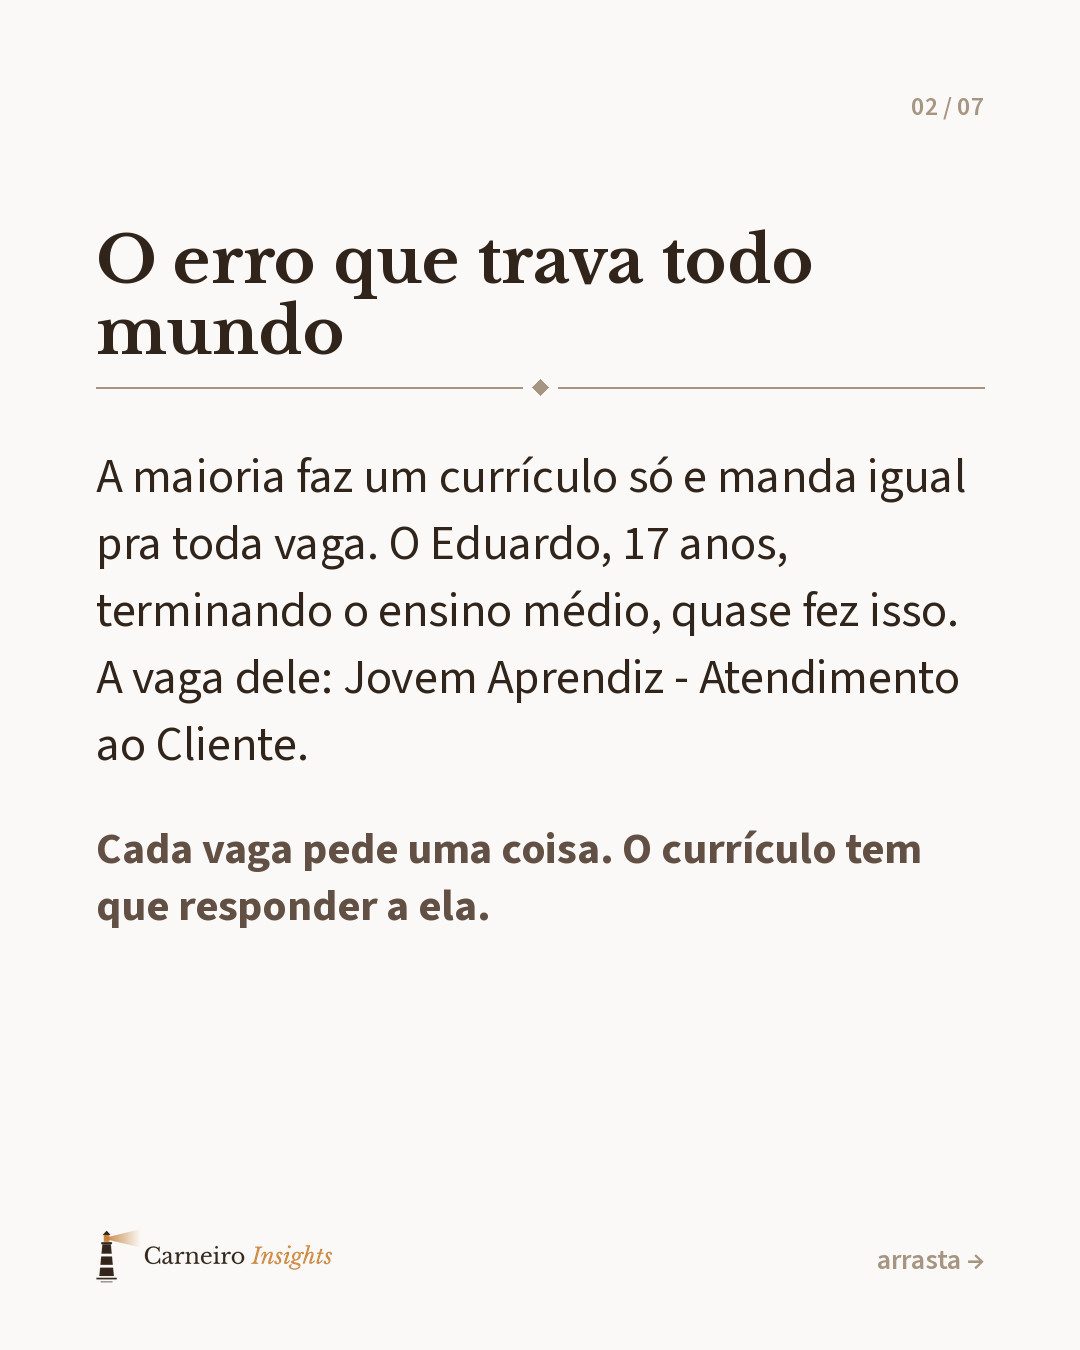 02 / 07
O erro que trava todo
mundo
A maioria faz um currículo só e manda igual
pra toda vaga. O Eduardo, 17 anos,
terminando o ensino médio, quase fez isso.
A vaga dele: Jovem Aprendiz - Atendimento
ao Cliente.
Cada vaga pede uma coisa. O currículo tem
que responder a ela.
Carneiro Insights
arrasta →